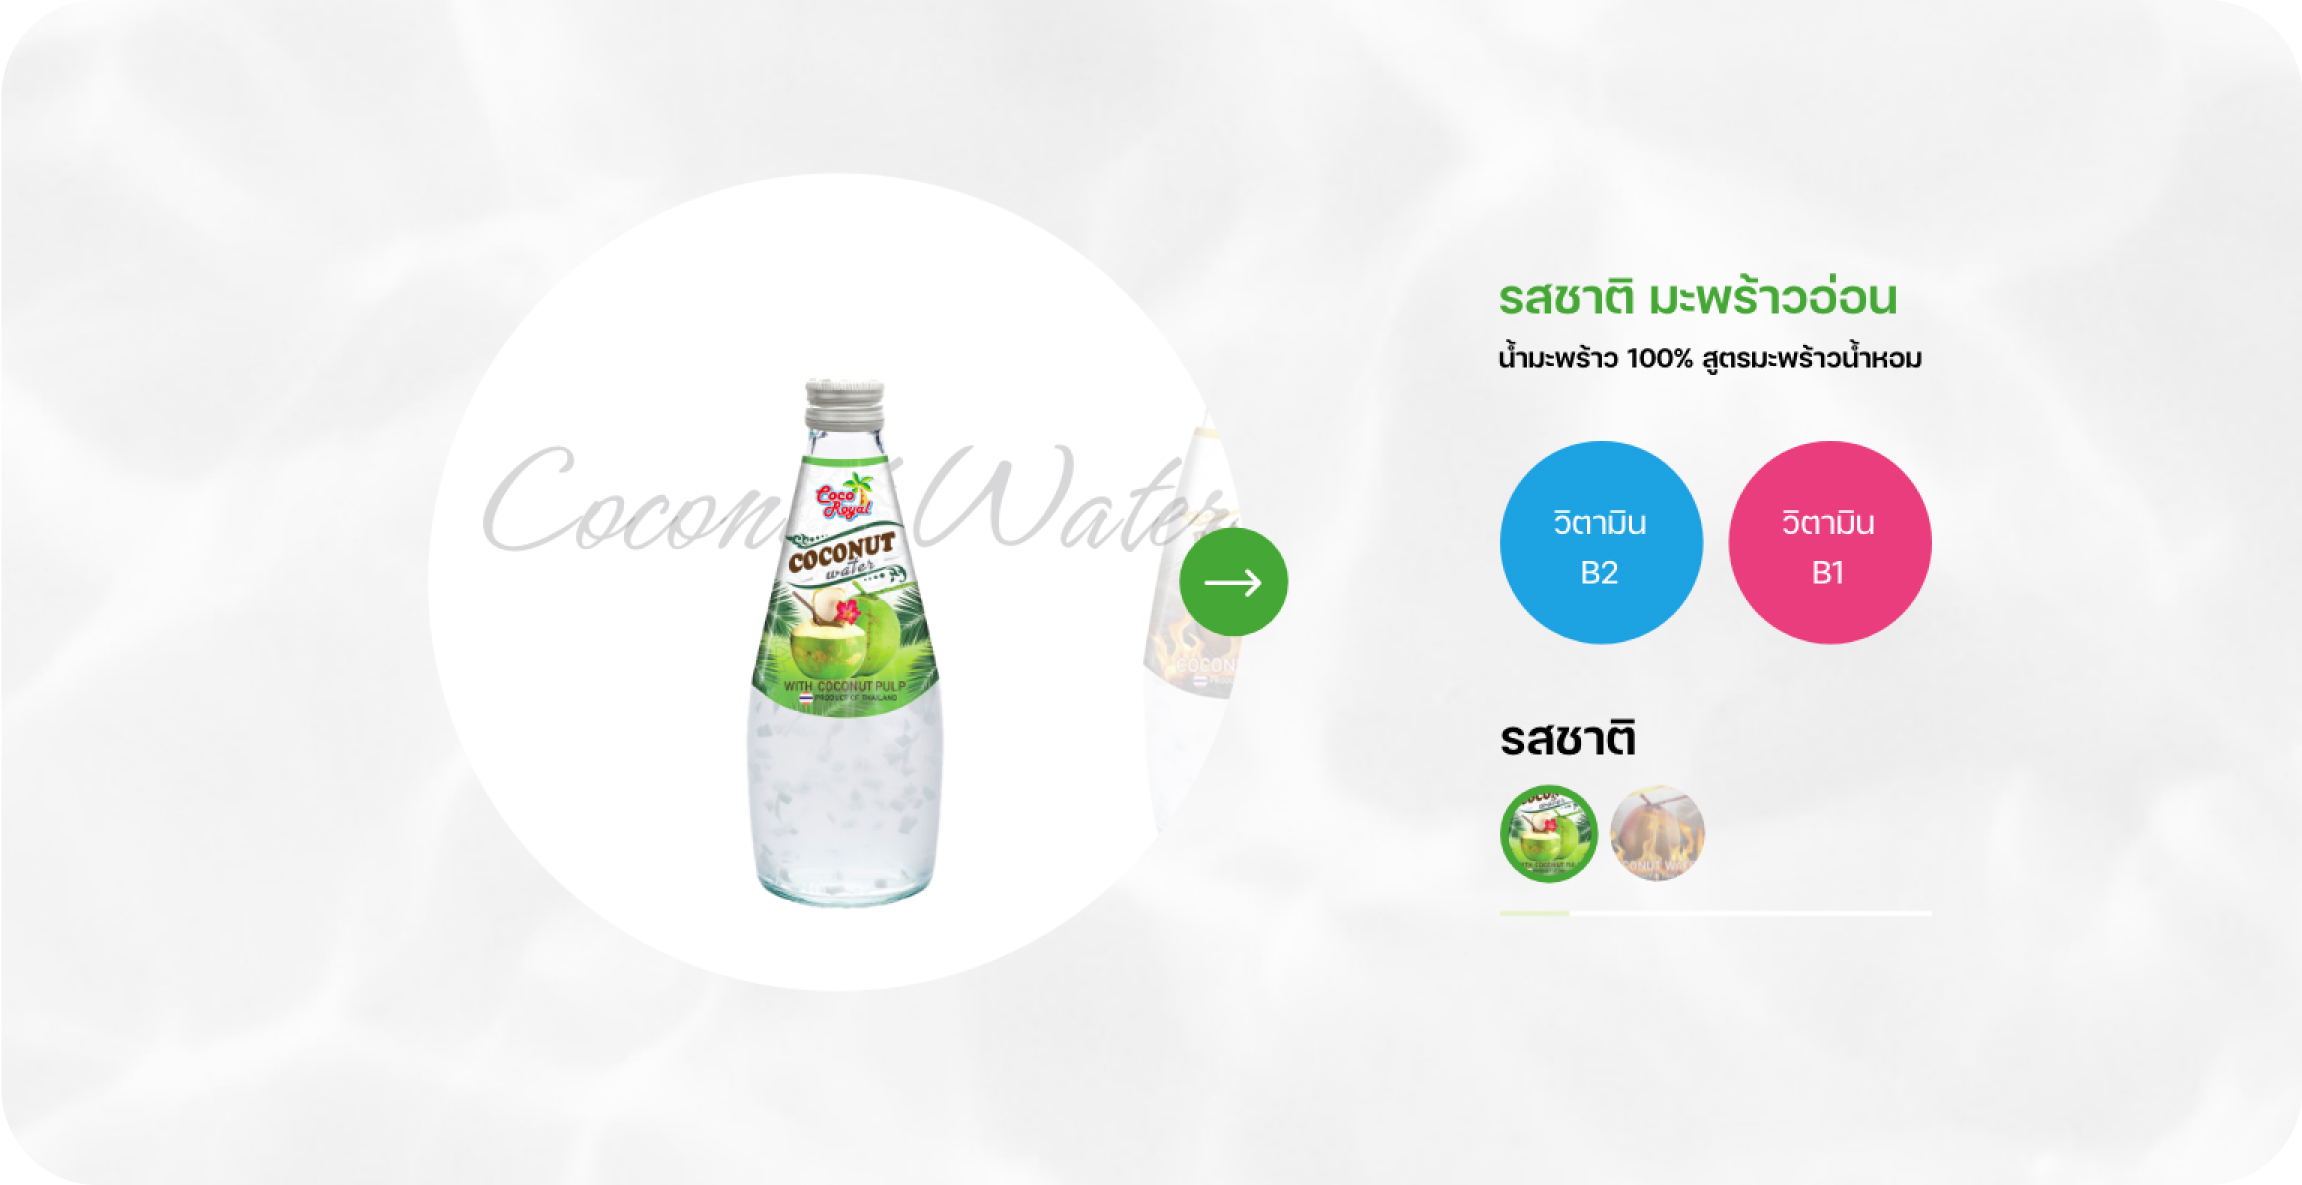 Coconut Water
Coco
Royal
COCONUT
water
WITH COCONUT PULP
PRODUCT OF THAILAND
COCON
รสชาติ มะพร้าวอ่อน
น้ำมะพร้าว 100% สูตรมะพร้าวน้ำหอม
วิตามิน
B2
วิตามิน
B1
รสชาติ